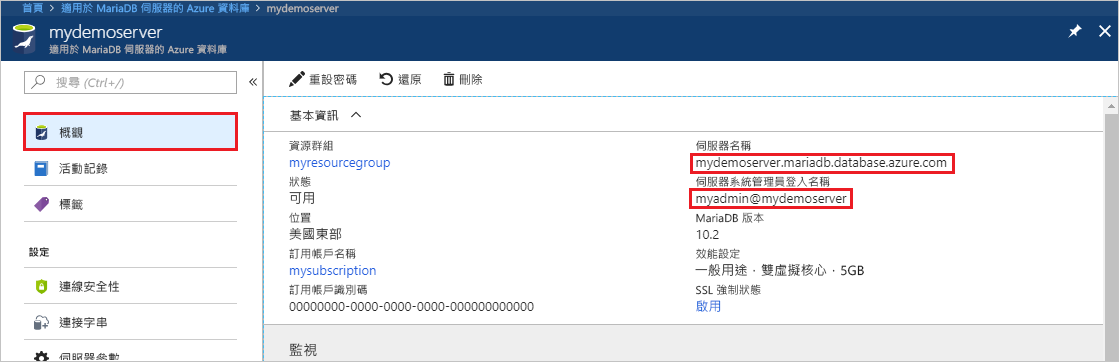 首頁 > 適用於 MariaDB 伺服器的 Azure 資料庫 > mydemoserver
mydemoserver
適用於 MariaDB 伺服器的 Azure 資料庫
搜尋 (Ctrl+/)
概觀
活動記錄
標籤
設定
連線安全性
連接字串
伺服器參數
重設密碼
還原
刪除
基本資訊
資源群組
myresourcegroup
狀態
可用
位置
美國東部
訂用帳戶名稱
mysubscription
訂用帳戶識別碼
00000000-0000-0000-0000-000000000000
伺服器名稱
mydemoserver.mariadb.database.azure.com
伺服器系統管理員登入名稱
myadmin@mydemoserver
MariaDB 版本
10.2
效能設定
一般用途，雙虛擬核心，5GB
SSL 強制狀態
啟用
監視